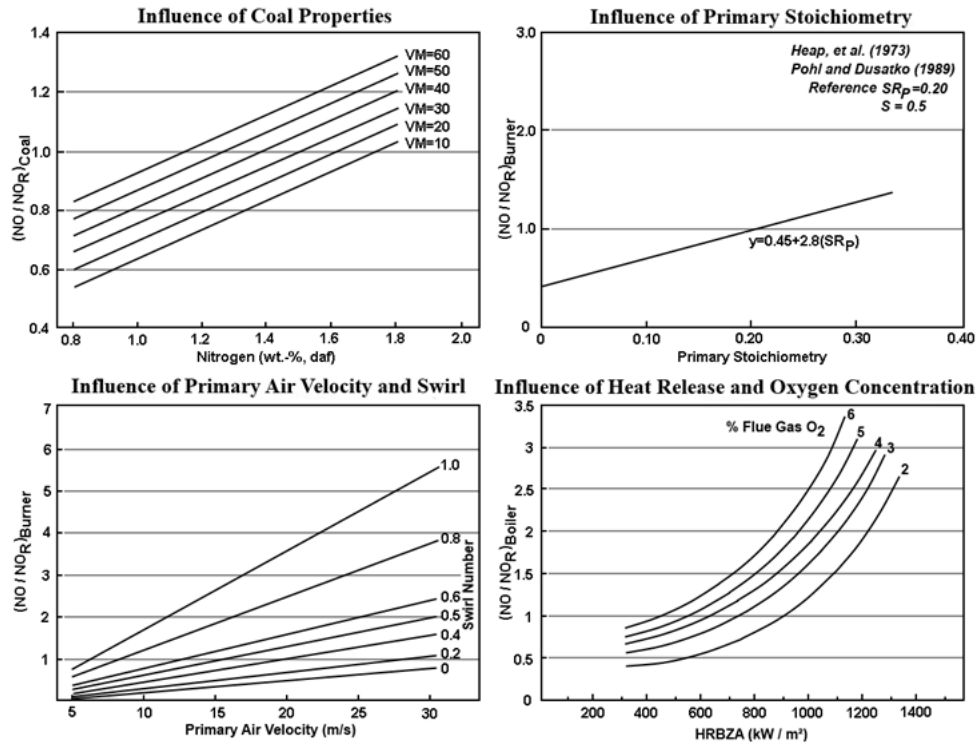 Influence of Coal Properties
1.4
1.2
1.0
0.8
0.6
0.4
(NO / NOR)Coal
VM=60
VM=50
VM=40
VM=30
VM=20
VM=10
0.8
1.0
1.2
1.4
1.6
1.8
2.0
Nitrogen (wt.-%, daf)
Influence of Primary Stoichiometry
3.0
2.0
1.0
0
(NO / NOR)Burner
Heap, et al. (1973)
Pohl and Dusatko (1989)
Reference SRP=0.20
S = 0.5
y=0.45+2.8(SRP)
0
0.10
0.20
0.30
0.40
Primary Stoichiometry
Influence of Primary Air Velocity and Swirl
7
6
5
4
3
2
1
(NO / NOR)Burner
1.0
0.8
0.6
0.5
0.4
0.2
0
Swirl Number
5
10
15
20
25
30
Primary Air Velocity (m/s)
Influence of Heat Release and Oxygen Concentration
3.5
3
2.5
2
1.5
1
0.5
0
(NO / NOR)Boiler
% Flue Gas O2
6
5
4
3
2
200
400
600
800
1000
1200
1400
HRBZA (kW / m²)